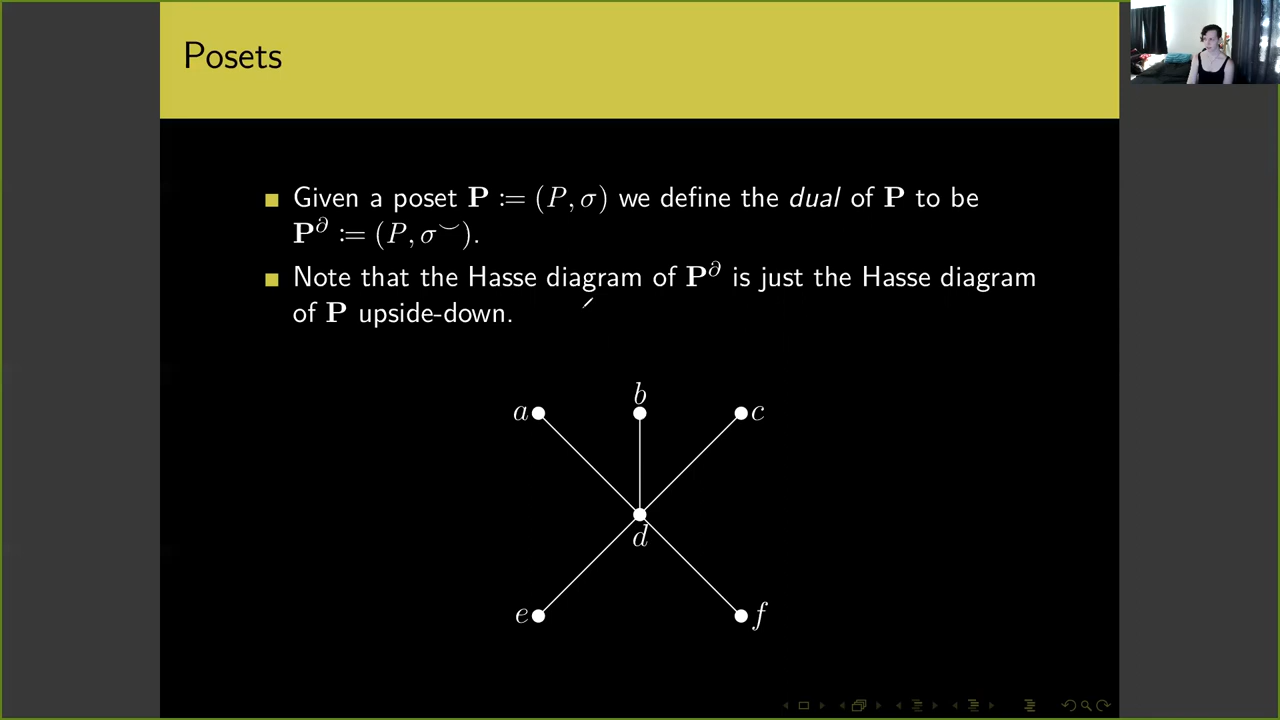 Posets
Given a poset P := (P, σ) we define the dual of P to be
P^∂ := (P, σ^⌣).
Note that the Hasse diagram of P^∂ is just the Hasse diagram
of P upside-down.
b
a
c
d
e
f